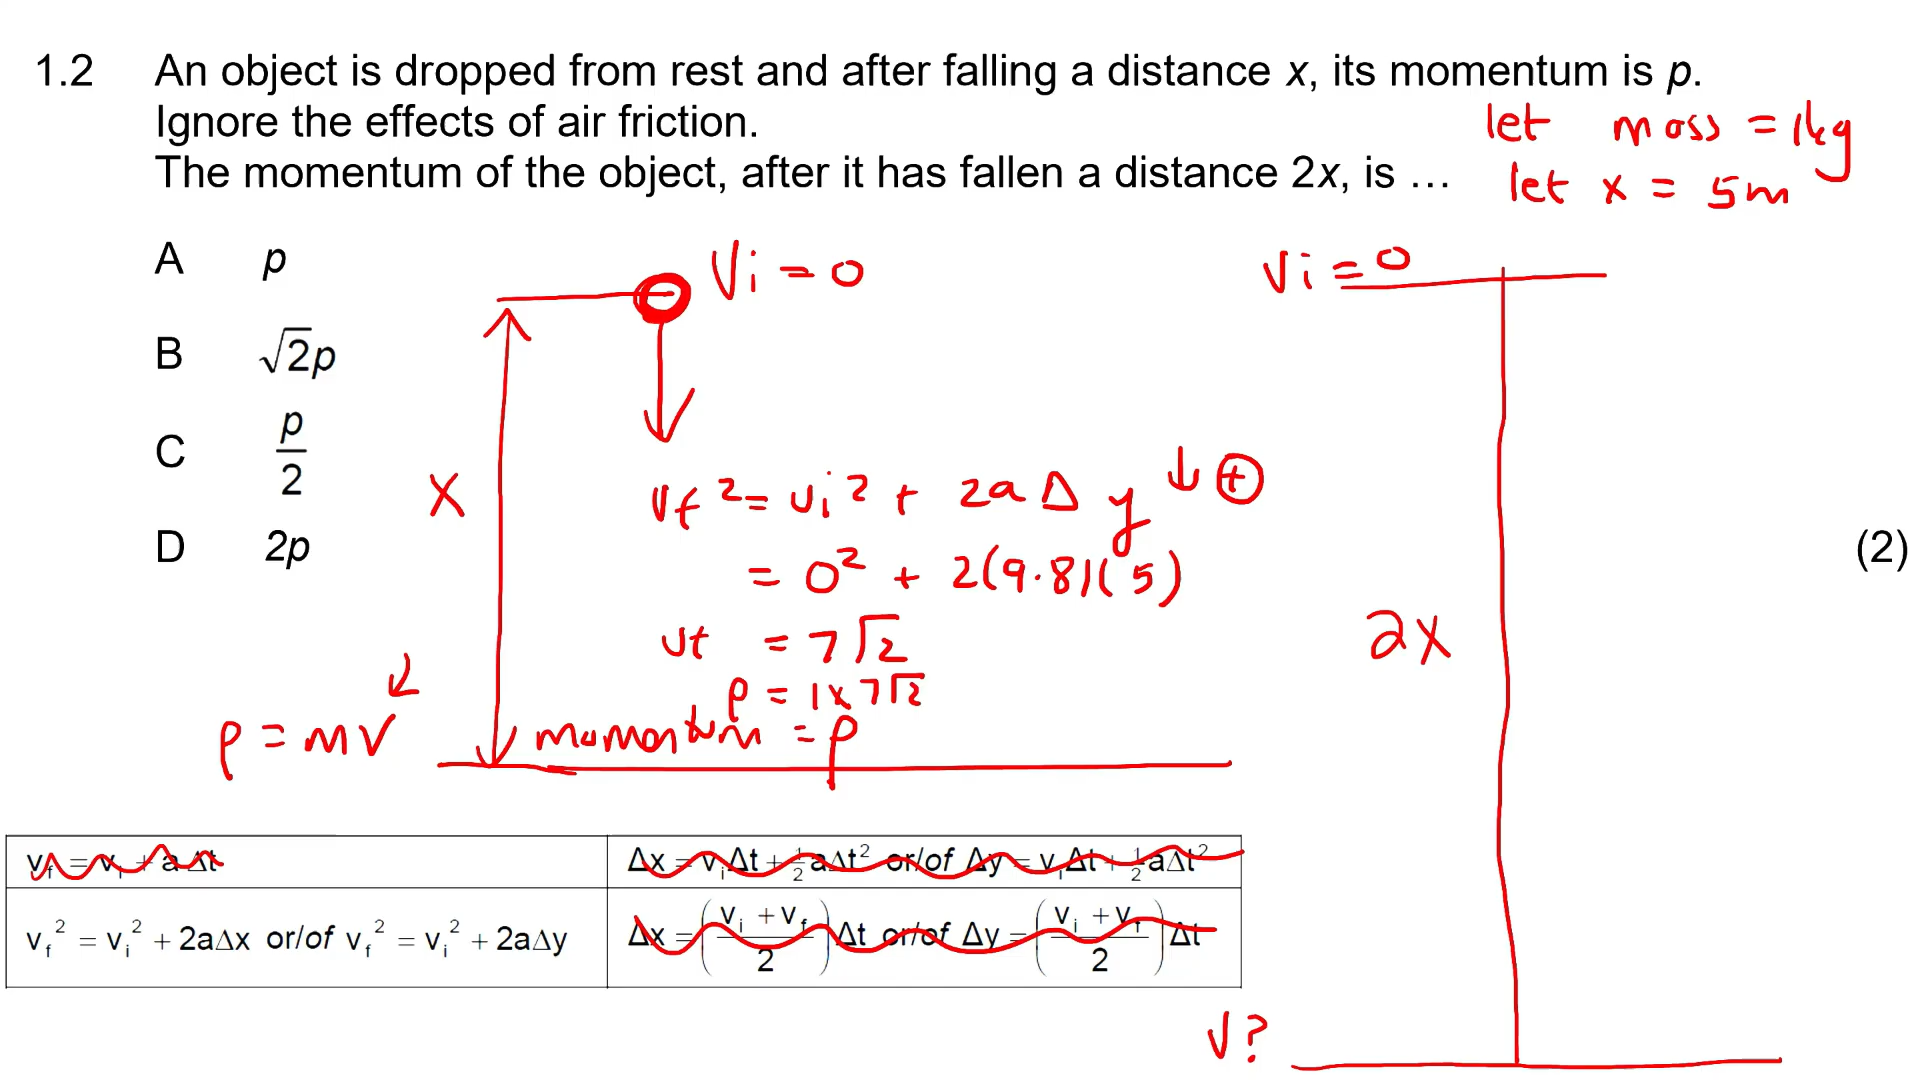 1.2 An object is dropped from rest and after falling a distance x, its momentum is p.
Ignore the effects of air friction.
The momentum of the object, after it has fallen a distance 2x, is …
let mass = 1kg
let x = 5m
A p
B √2p
C p/2
D 2p
(2)
Vi = 0
Vi = 0
x
vf² = vi² + 2a Δ y ↓ ⊕
= 0² + 2(9.8)(5)
vf = 7√2
p = 1x7√2
momentum = p
p = mv
2x
v?
vf = vi + a Δt
Δx = viΔt + ½aΔt² or/of Δy = viΔt + ½aΔt²
vf² = vi² + 2aΔx or/of vf² = vi² + 2aΔy
Δx = ((vi + vf)/2)Δt or/of Δy = ((vi + vf)/2)Δt